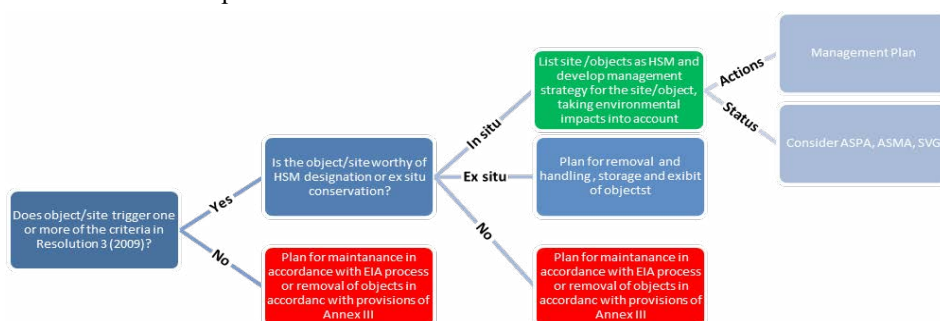 Management Plan
List site /objects as HSM and
develop management
strategy for the site/object,
taking environmental
impacts into account
Actions
Status
Consider ASPA, ASMA, SVG
In situ
Is the object/site worthy of
HSM designation or ex situ
conservation?
Ex situ
Plan for removal and
handling, storage and exibit
of objectst
Yes
Does object/site trigger one
or more of the criteria in
Resolution 3 (2009)?
No
No
Plan for maintanance in
accordance with EIA process
or removal of objects in
accordanc with provisions of
Annex III
Plan for maintanance in
accordance with EIA process
or removal of objects in
accordanc with provisions of
Annex III